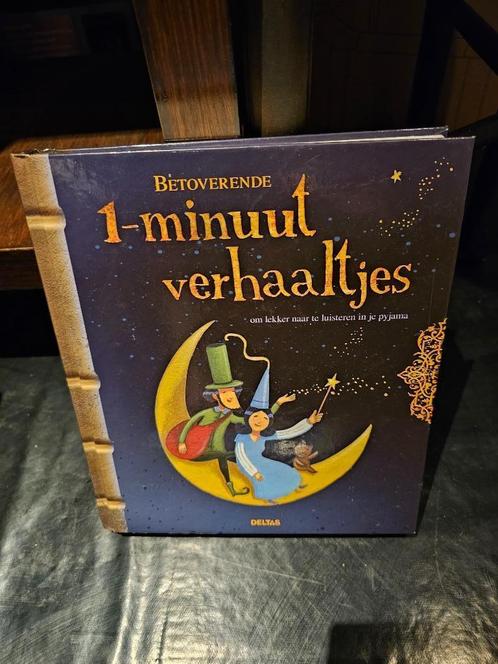 BETOVERENDE
1-minuut
verhaaltjes
om lekker naar te luisteren in je pyjama
DELTAS